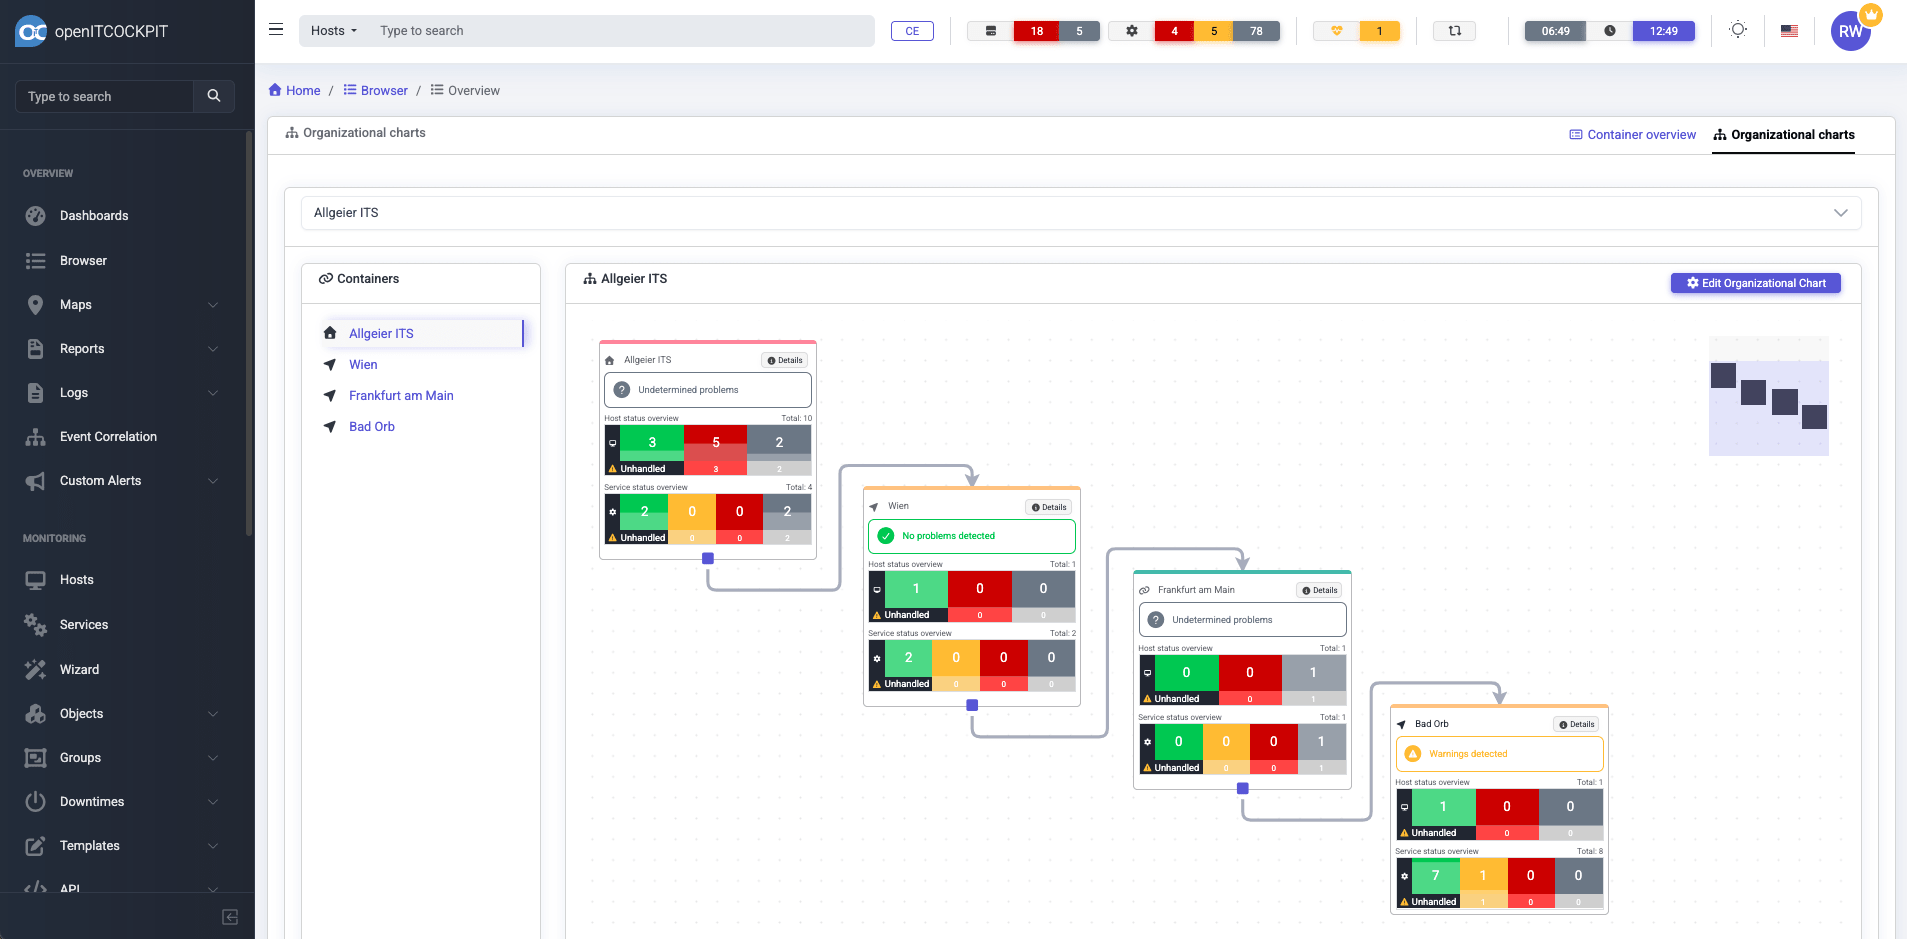 openITCOCKPIT
Hosts
Type to search
CE
18 5
4 5 78
1
06:49
12:49
RW
Type to search
OVERVIEW
Dashboards
Browser
Maps
Reports
Logs
Event Correlation
Custom Alerts
MONITORING
Hosts
Services
Wizard
Objects
Groups
Downtimes
Templates
API
Home / Browser / Overview
Organizational charts
Container overview
Organizational charts
Allgeier ITS
Containers
Allgeier ITS
Wien
Frankfurt am Main
Bad Orb
Allgeier ITS
Edit Organizational Chart
Allgeier ITS
Details
Undetermined problems
Host status overview Total: 10
3 5 2
Unhandled 3 2
Service status overview Total: 4
2 0 0 2
Unhandled 0 0 2
Wien
Details
No problems detected
Host status overview Total: 1
1 0 0
Unhandled 0 0
Service status overview Total: 2
2 0 0 0
Unhandled 0 0 0
Frankfurt am Main
Details
Undetermined problems
Host status overview Total: 1
0 0 1
Unhandled 0 1
Service status overview Total: 1
0 0 0 1
Unhandled 0 0 1
Bad Orb
Details
Warnings detected
Host status overview Total: 1
1 0 0
Unhandled 0 0
Service status overview Total: 8
7 1 0 0
Unhandled 1 0 0